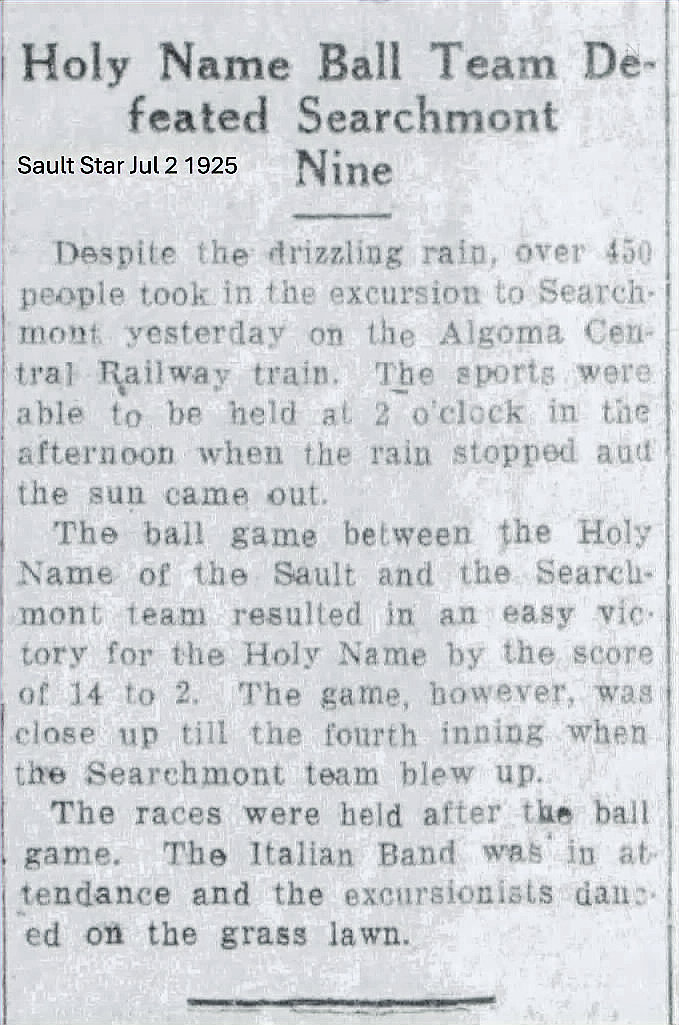 Holy Name Ball Team De-
feated Searchmont
Sault Star Jul 2 1925
Nine
Despite the drizzling rain, over 450
people took in the excursion to Search-
mont yesterday on the Algoma Cen-
tral Railway train. The sports were
able to be held at 2 o'clock in the
afternoon when the rain stopped and
the sun came out.
The ball game between the Holy
Name of the Sault and the Search-
mont team resulted in an easy vic-
tory for the Holy Name by the score
of 14 to 2. The game, however, was
close up till the fourth inning when
the Searchmont team blew up.
The races were held after the ball
game. The Italian Band was in at-
tendance and the excursionists danc-
ed on the grass lawn.